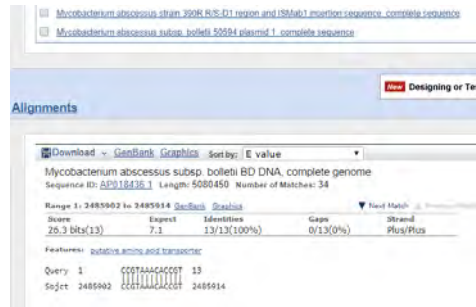 Mycobacterium abscessus strain 390R R/S-D1 region and ISMab1 insertion sequence, complete sequence
Mycobacterium abscessus subsp. bolletii 50594 plasmid 1, complete sequence
New Designing or Te
Alignments
Download GenBank Graphics Sort by: E value
Mycobacterium abscessus subsp. bolletii BD DNA, complete genome
Sequence ID: AP018436.1 Length: 5080450 Number of Matches: 34
Range 1: 2485902 to 2485914 GenBank Graphics Next Match Previous
Score Expect Identities Gaps Strand
26.3 bits(13) 7.1 13/13(100%) 0/13(0%) Plus/Plus
Features: putative amino acid transporter
Query 1 CCGTAAACACCGT 13
Sbjct 2485902 CCGTAAACACCGT 2485914